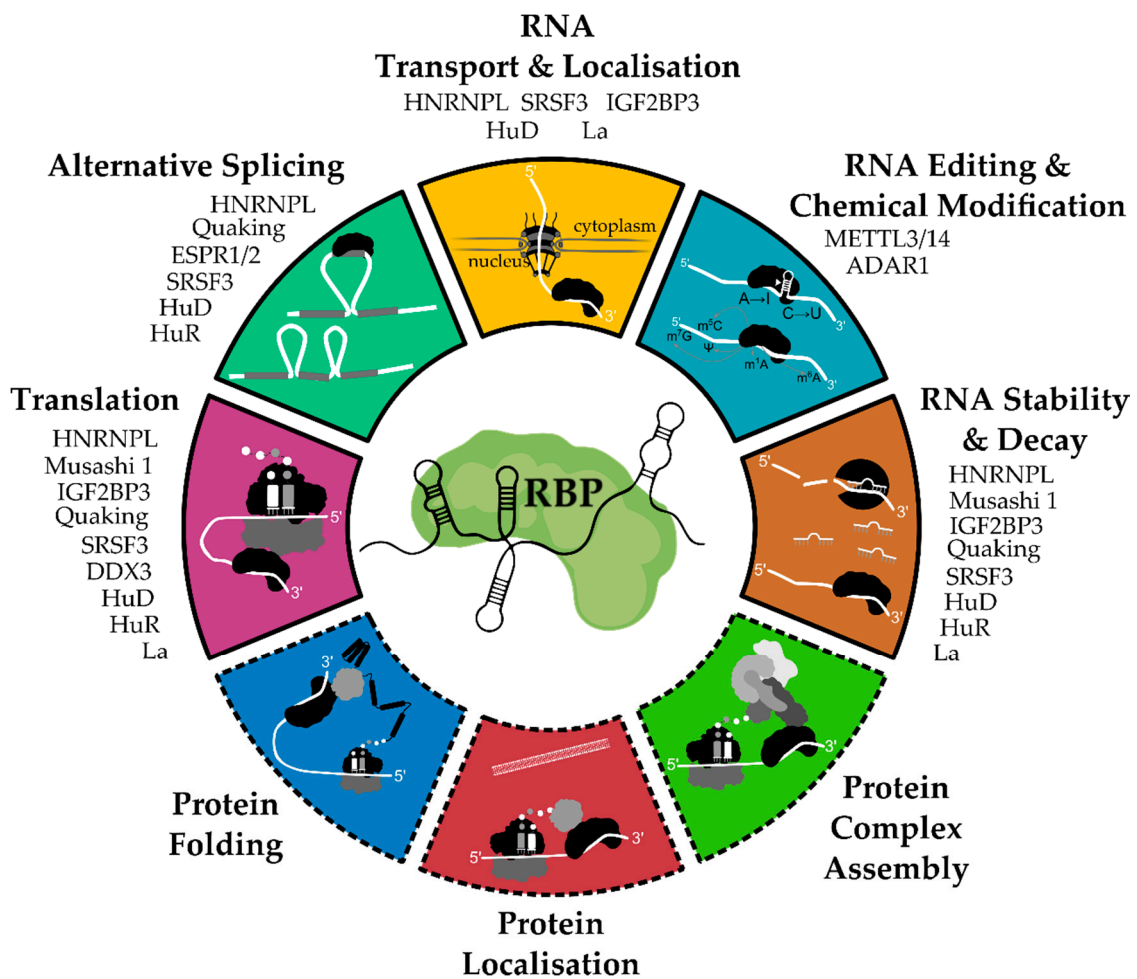 RNA
Transport & Localisation
HNRNPL SRSF3 IGF2BP3
HuD La
Alternative Splicing
HNRNPL
Quaking
ESPR1/2
SRSF3
HuD
HuR
RNA Editing &
Chemical Modification
METTL3/14
ADAR1
5'
cytoplasm
nucleus
3'
5'
A→I
C→U
3'
5'
m⁵C
m⁷G
Ψ
m¹A
m⁶A
3'
Translation
HNRNPL
Musashi 1
IGF2BP3
Quaking
SRSF3
DDX3
HuD
HuR
La
5'
3'
RBP
RNA Stability
& Decay
HNRNPL
Musashi 1
IGF2BP3
Quaking
SRSF3
HuD
HuR
La
5'
3'
5'
3'
3'
5'
Protein
Folding
5'
3'
Protein
Localisation
5'
3'
Protein
Complex
Assembly